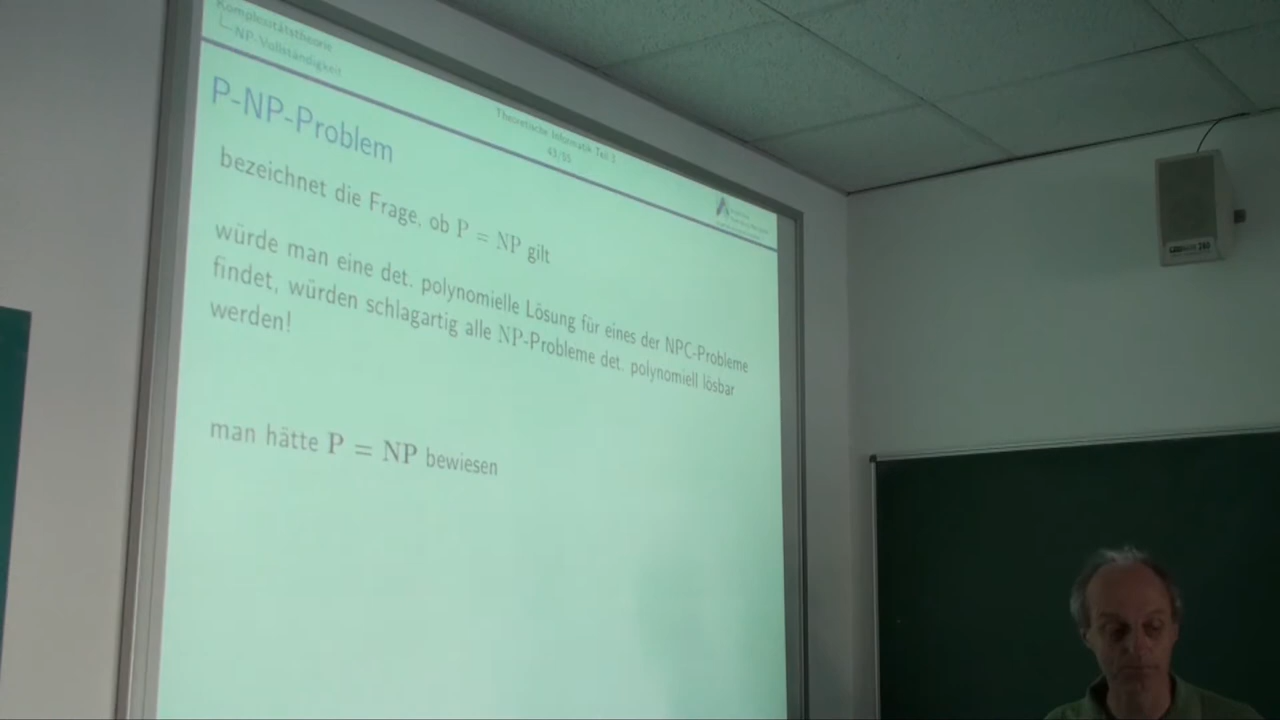 Komplexitätstheorie
NP-Vollständigkeit
Theoretische Informatik Teil 2
43/55
P-NP-Problem
bezeichnet die Frage, ob P = NP gilt
würde man eine det. polynomielle Lösung für eines der NPC-Probleme
findet, würden schlagartig alle NP-Probleme det. polynomiell lösbar
werden!
man hätte P = NP bewiesen